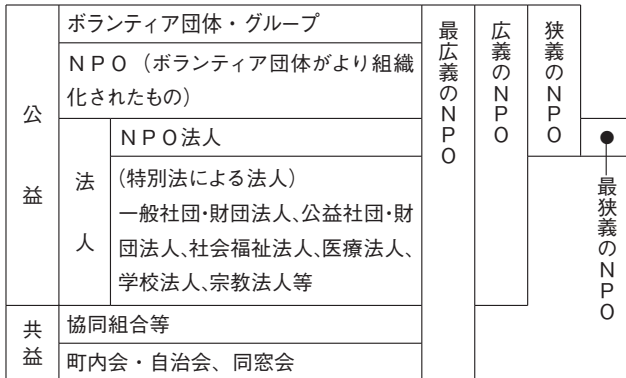 公益
ボランティア団体・グループ
NPO（ボランティア団体がより組織
化されたもの）
法人
NPO法人
(特別法による法人)
一般社団・財団法人、公益社団・財
団法人、社会福祉法人、医療法人、
学校法人、宗教法人等
共益
協同組合等
町内会・自治会、同窓会
最広義のNPO
広義のNPO
狭義のNPO
最狭義のNPO